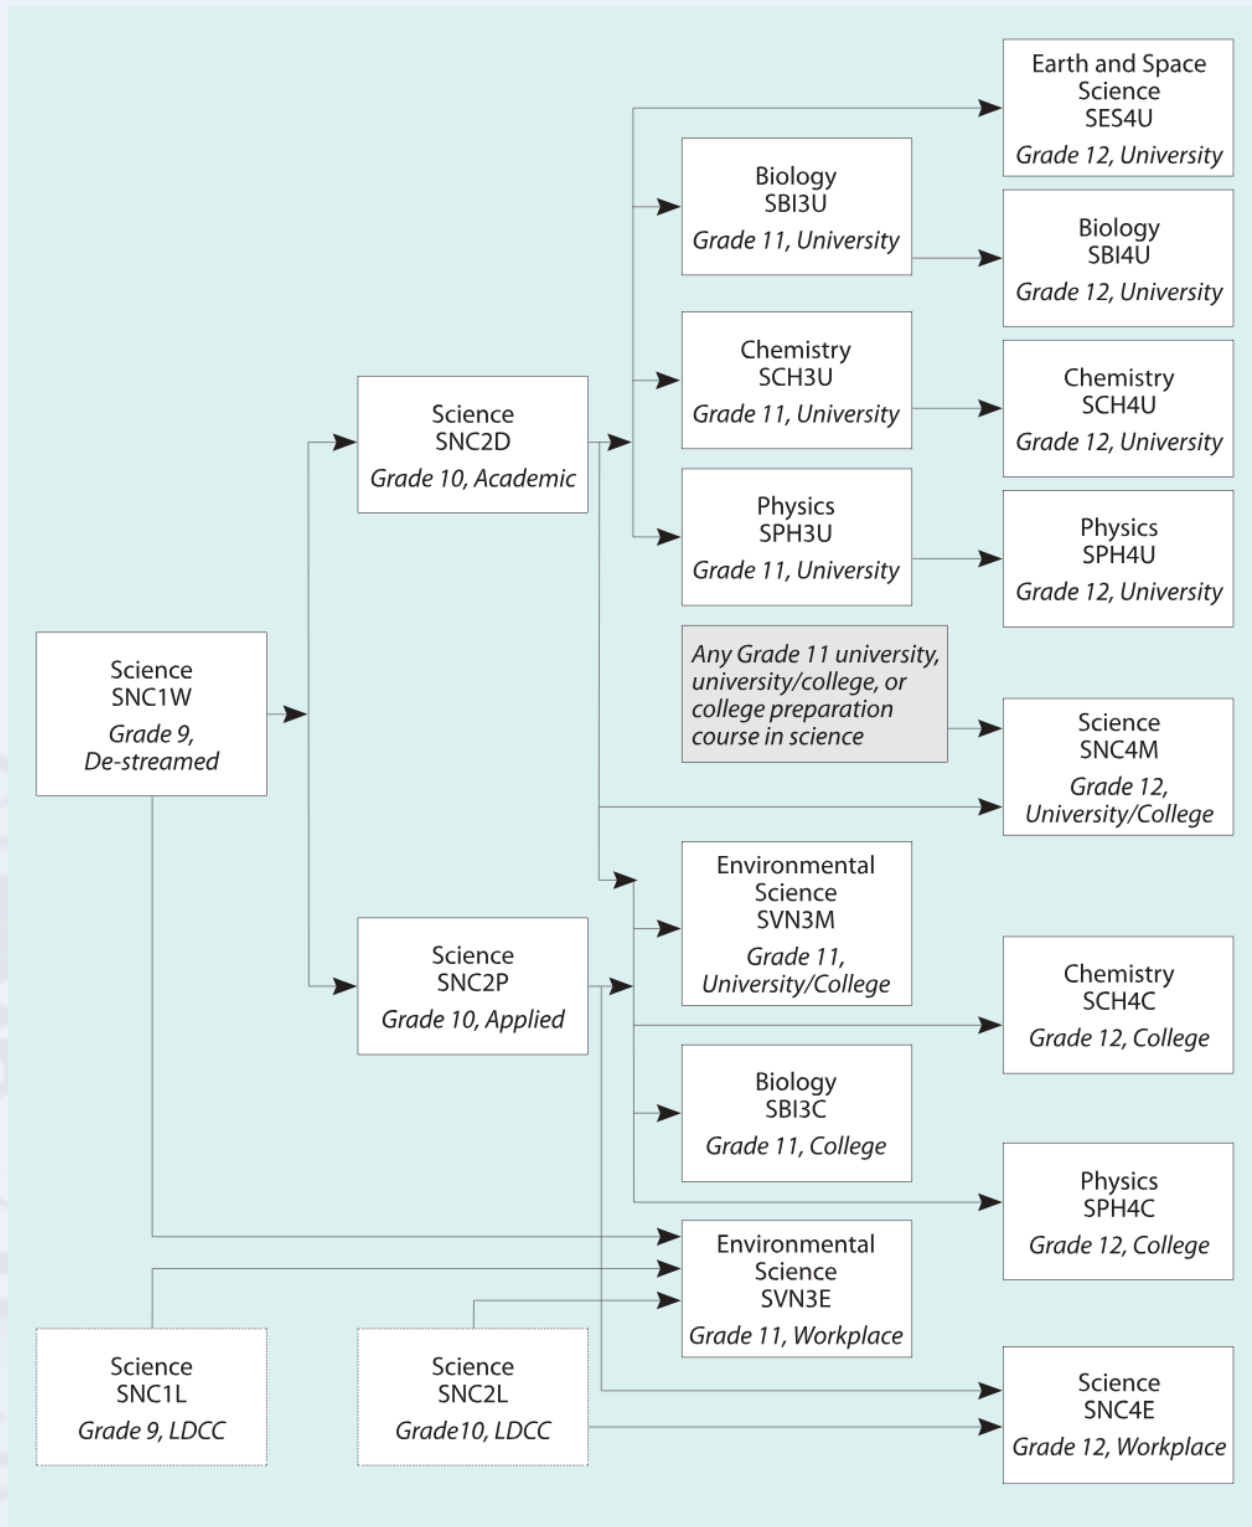 Earth and Space
Science
SES4U
Grade 12, University
Biology
SBI3U
Grade 11, University
Biology
SBI4U
Grade 12, University
Chemistry
SCH3U
Grade 11, University
Chemistry
SCH4U
Grade 12, University
Science
SNC2D
Grade 10, Academic
Physics
SPH3U
Grade 11, University
Physics
SPH4U
Grade 12, University
Science
SNC1W
Grade 9,
De-streamed
Any Grade 11 university,
university/college, or
college preparation
course in science
Science
SNC4M
Grade 12,
University/College
Environmental
Science
SVN3M
Grade 11,
University/College
Science
SNC2P
Grade 10, Applied
Chemistry
SCH4C
Grade 12, College
Biology
SBI3C
Grade 11, College
Physics
SPH4C
Grade 12, College
Environmental
Science
SVN3E
Grade 11, Workplace
Science
SNC1L
Grade 9, LDCC
Science
SNC2L
Grade10, LDCC
Science
SNC4E
Grade 12, Workplace